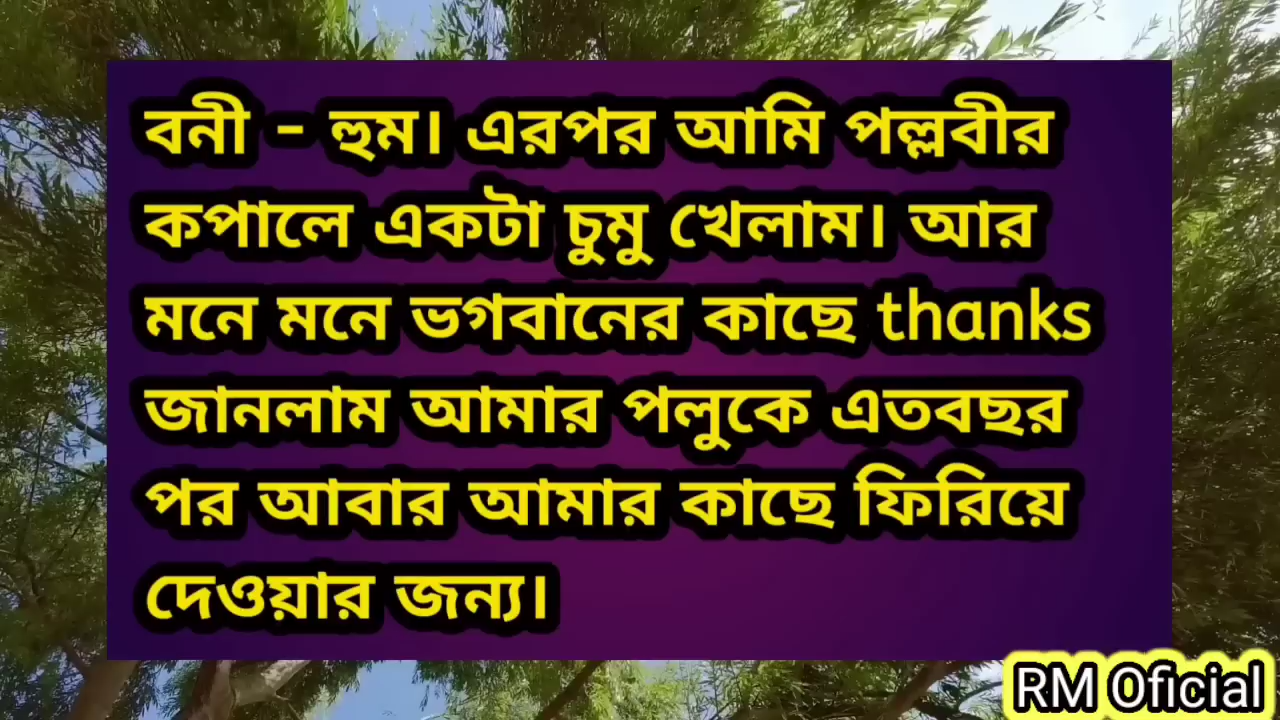 বনী - হুম। এরপর আমি পল্লবীর
কপালে একটা চুমু খেলাম। আর
মনে মনে ভগবানের কাছে thanks
জানলাম আমার পলুকে এতবছর
পর আবার আমার কাছে ফিরিয়ে
দেওয়ার জন্য।
RM Oficial